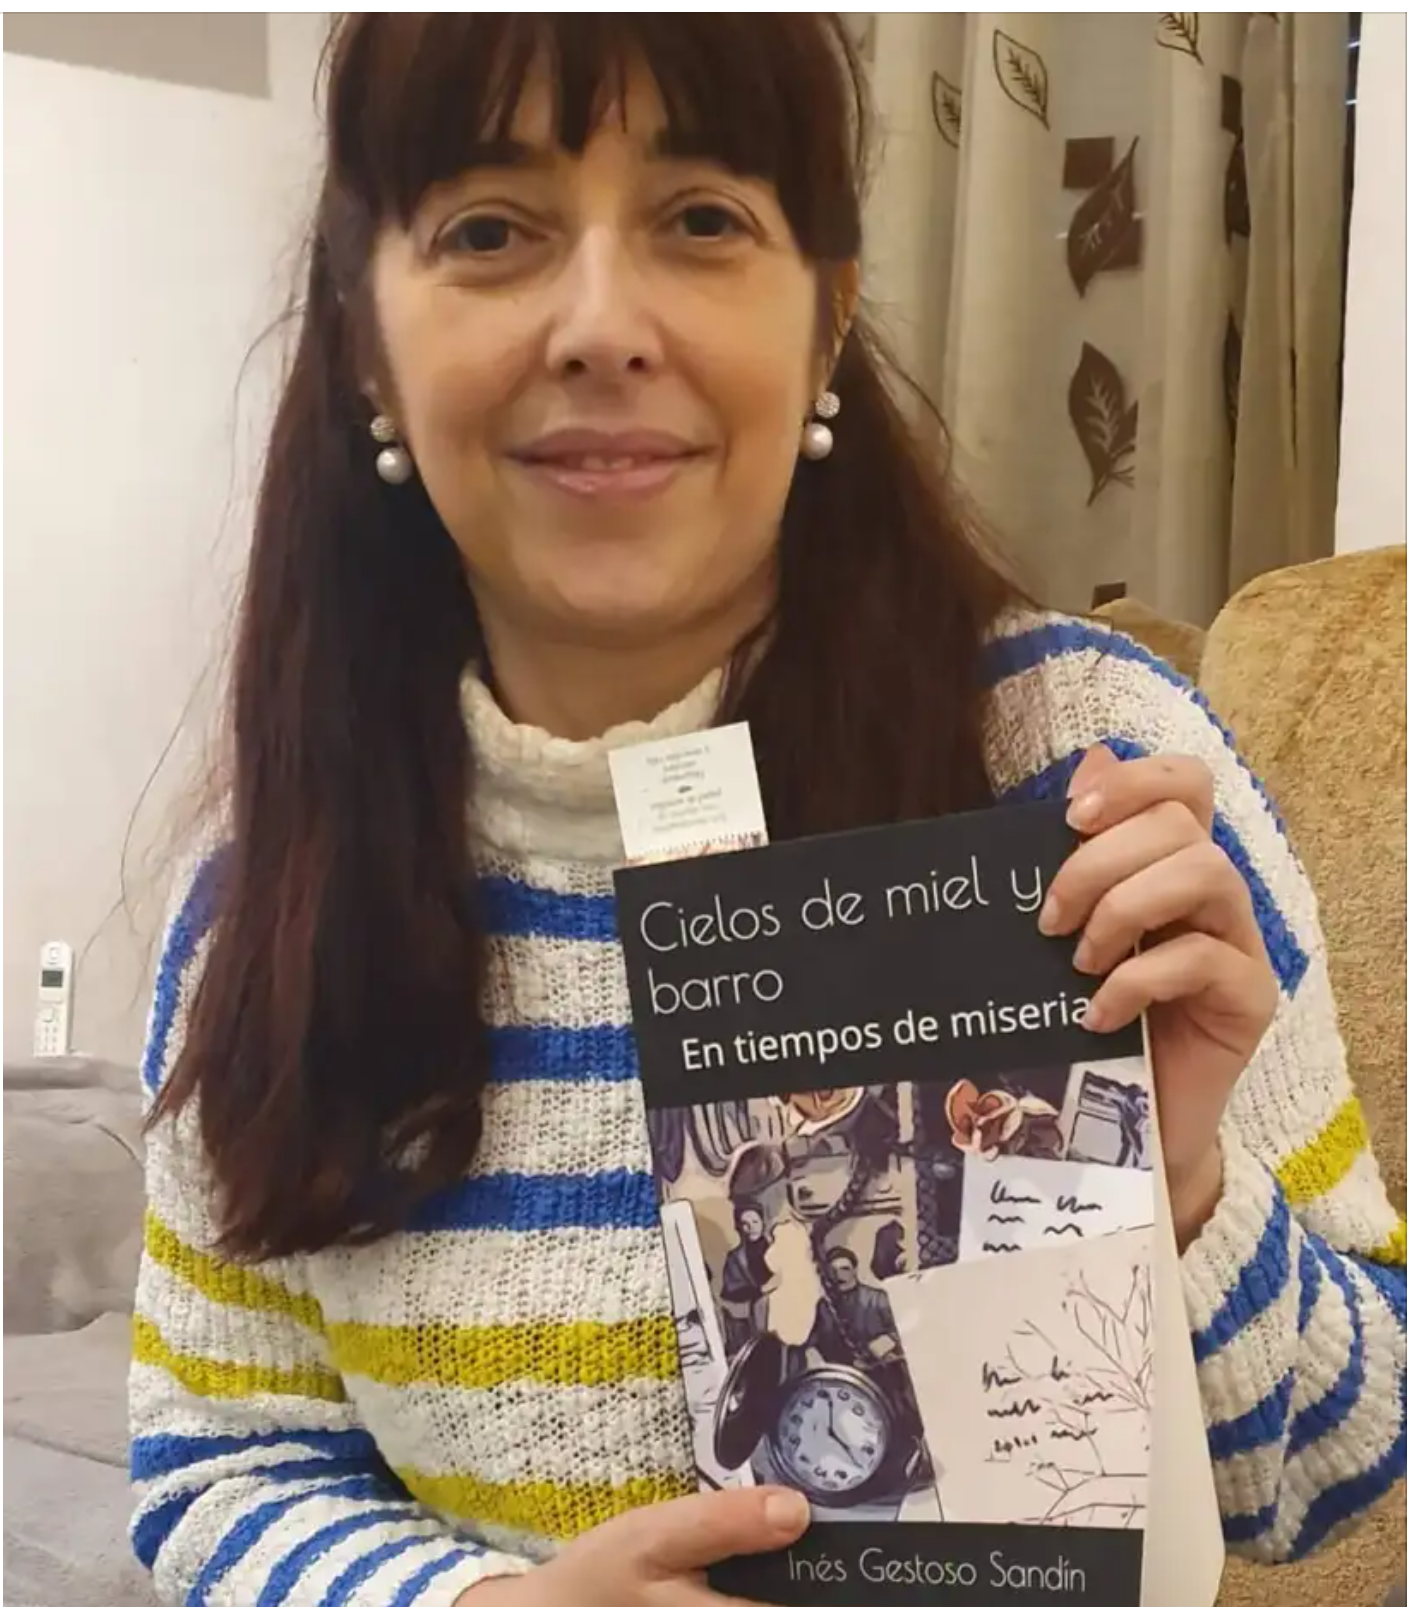 Cielos de miel y
barro
En tiempos de miseria
Inés Gestoso Sandín